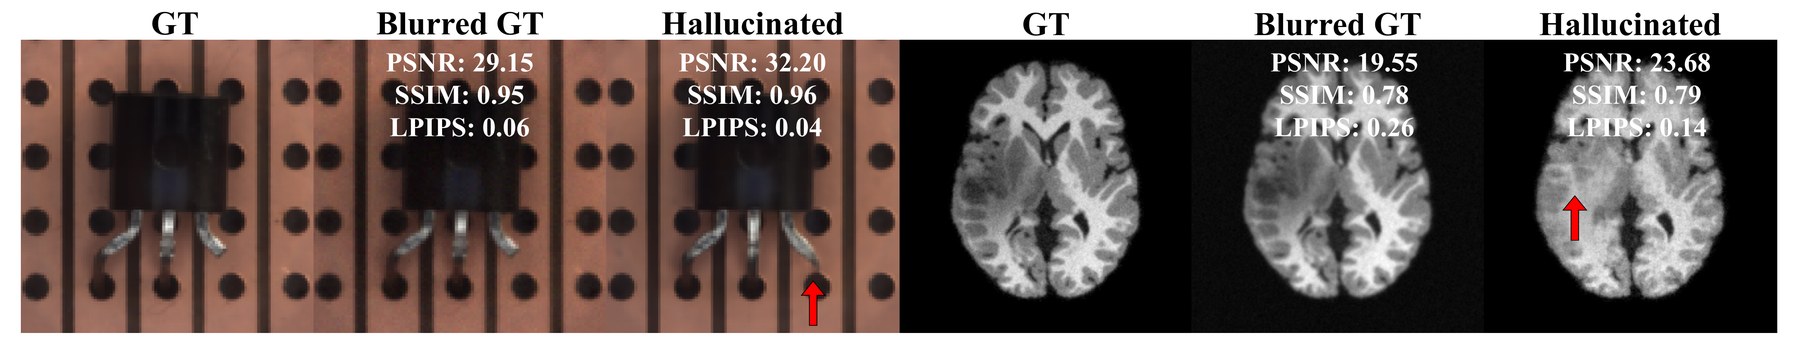 GT
Blurred GT
PSNR: 29.15
SSIM: 0.95
LPIPS: 0.06
Hallucinated
PSNR: 32.20
SSIM: 0.96
LPIPS: 0.04
GT
Blurred GT
PSNR: 19.55
SSIM: 0.78
LPIPS: 0.26
Hallucinated
PSNR: 23.68
SSIM: 0.79
LPIPS: 0.14